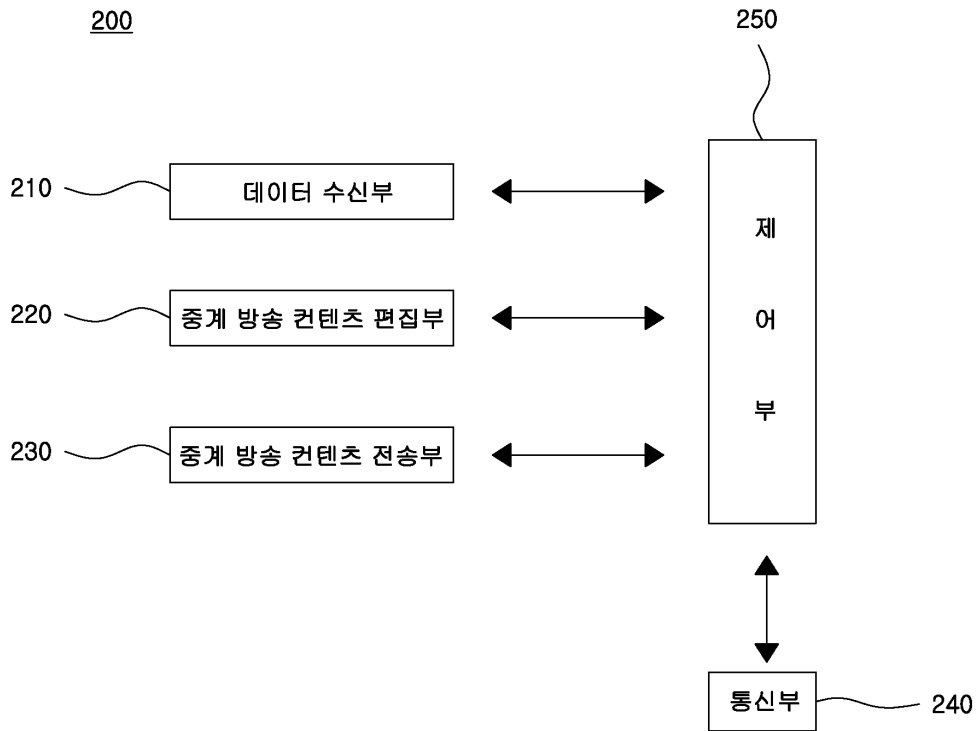 200
250
210
데이터 수신부
제
어
부
220
중계 방송 컨텐츠 편집부
230
중계 방송 컨텐츠 전송부
통신부
240